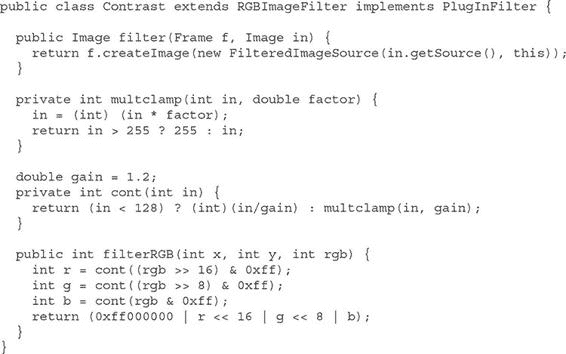 public class Contrast extends RGBImageFilter implements PlugInFilter {
  public Image filter(Frame f, Image in) {
    return f.createImage(new FilteredImageSource(in.getSource(), this));
  }
  private int multclamp(int in, double factor) {
    in = (int) (in * factor);
    return in > 255 ? 255 : in;
  }
  double gain = 1.2;
  private int cont(int in) {
    return (in < 128) ? (int)(in/gain) : multclamp(in, gain);
  }
  public int filterRGB(int x, int y, int rgb) {
    int r = cont((rgb >> 16) & 0xff);
    int g = cont((rgb >> 8) & 0xff);
    int b = cont(rgb & 0xff);
    return (0xff000000 | r << 16 | g << 8 | b);
  }
}